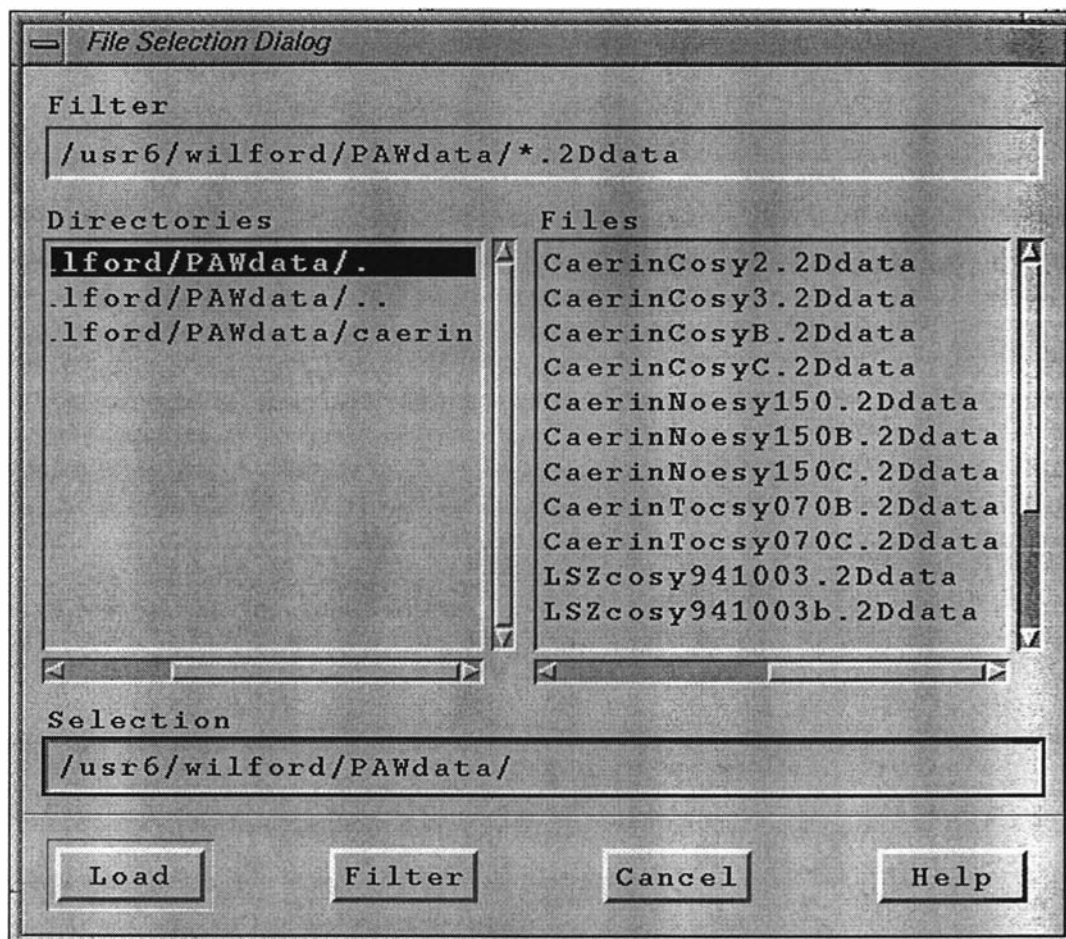 File Selection Dialog
Filter
/usr6/wilford/PAWdata/*.2Ddata
Directories
.lford/PAWdata/.
.lford/PAWdata/..
.lford/PAWdata/caerin
Files
CaerinCosy2.2Ddata
CaerinCosy3.2Ddata
CaerinCosyB.2Ddata
CaerinCosyC.2Ddata
CaerinNoesy150.2Ddata
CaerinNoesy150B.2Ddata
CaerinNoesy150C.2Ddata
CaerinTocsy070B.2Ddata
CaerinTocsy070C.2Ddata
LSZcosy941003.2Ddata
LSZcosy941003b.2Ddata
Selection
/usr6/wilford/PAWdata/
Load
Filter
Cancel
Help